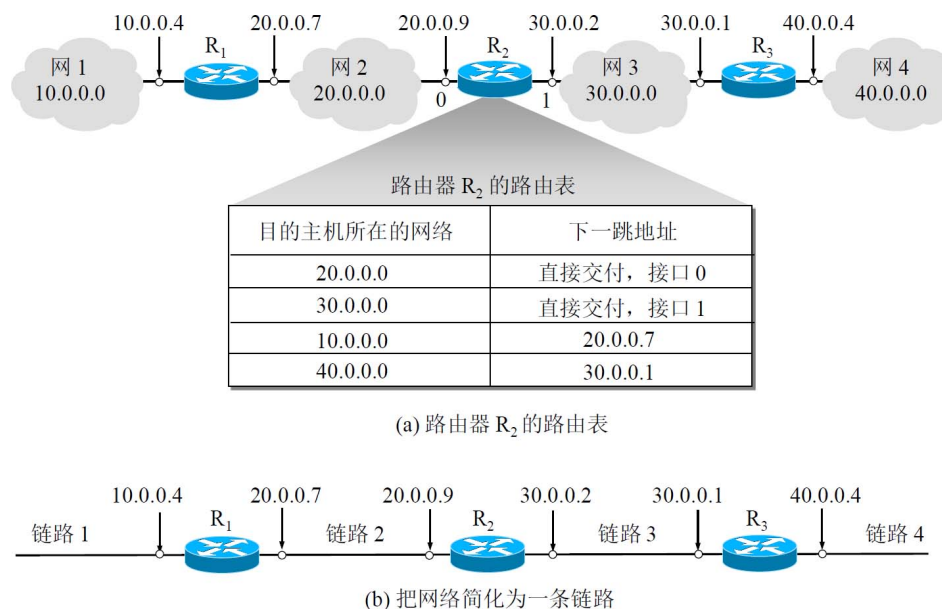 10.0.0.4 20.0.0.7 20.0.0.9 30.0.0.2 30.0.0.1 40.0.0.4
网 1 R1 网 2 R2 网 3 R3 网 4
10.0.0.0 20.0.0.0 0 1 30.0.0.0 40.0.0.0
路由器 R2 的路由表
目的主机所在的网络 下一跳地址
20.0.0.0 直接交付，接口 0
30.0.0.0 直接交付，接口 1
10.0.0.0 20.0.0.7
40.0.0.0 30.0.0.1
(a) 路由器 R2 的路由表
10.0.0.4 20.0.0.7 20.0.0.9 30.0.0.2 30.0.0.1 40.0.0.4
链路 1 R1 链路 2 R2 链路 3 R3 链路 4
(b) 把网络简化为一条链路